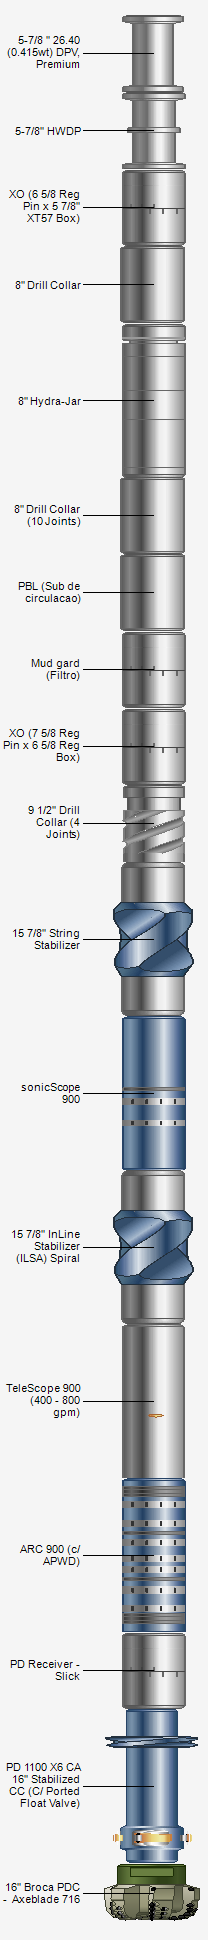 5-7/8 " 26.40
(0.415wt) DPV,
Premium
5-7/8" HWDP
XO (6 5/8 Reg
Pin x 5 7/8"
XT57 Box)
8" Drill Collar
8" Hydra-Jar
8" Drill Collar
(10 Joints)
PBL (Sub de
circulacao)
Mud gard
(Filtro)
XO (7 5/8 Reg
Pin x 6 5/8 Reg
Box)
9 1/2" Drill
Collar (4
Joints)
15 7/8" String
Stabilizer
sonicScope
900
15 7/8" InLine
Stabilizer
(ILSA) Spiral
TeleScope 900
(400 - 800
gpm)
ARC 900 (c/
APWD)
PD Receiver -
Slick
PD 1100 X6 CA
16" Stabilized
CC (C/ Ported
Float Valve)
16" Broca PDC
- Axeblade 716